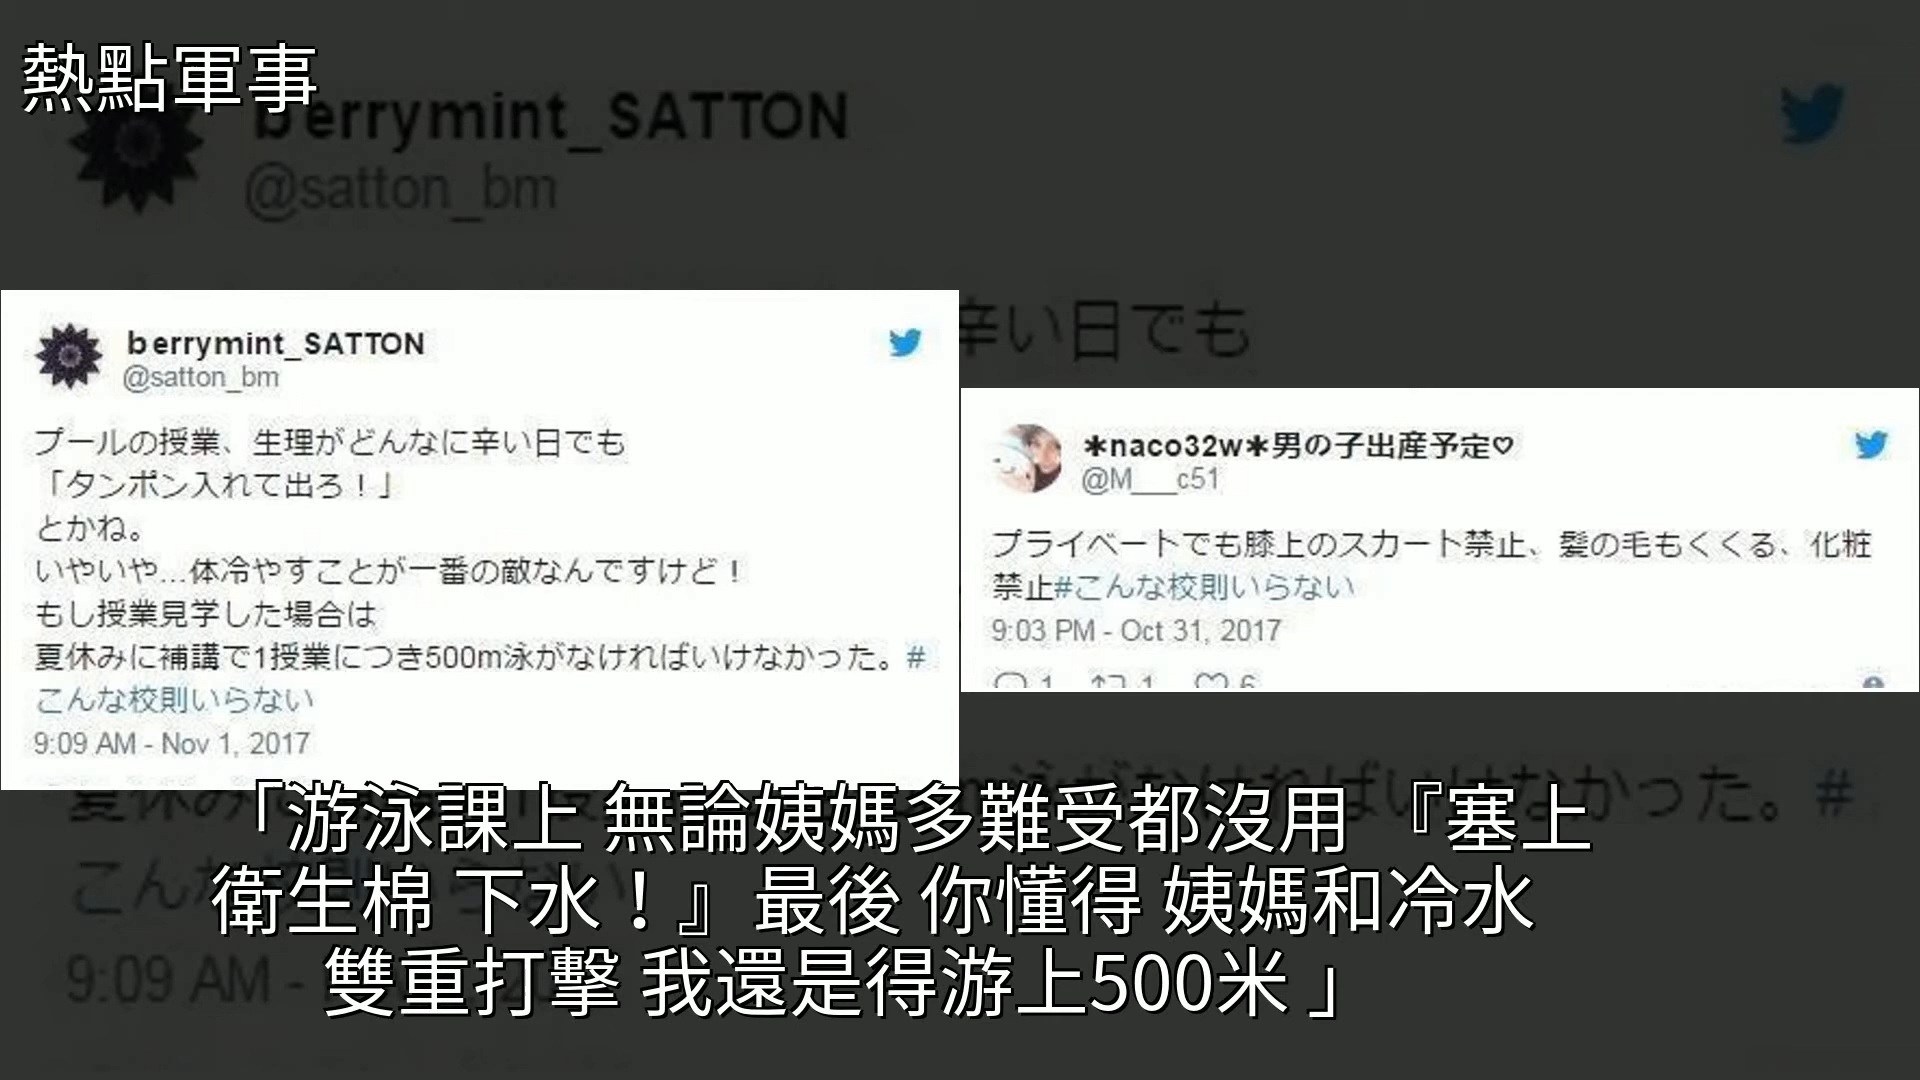 熱點軍事
berrymint_SATTON
@satton_bm
辛い日でも
berrymint_SATTON
@satton_bm
プールの授業、生理がどんなに辛い日でも
「タンポン入れて出ろ！」
とかね。
いやいや...体冷やすことが一番の敵なんですけど！
もし授業見学した場合は
夏休みに補講で1授業につき500m泳がなければいけなかった。#
こんな校則いらない
9:09 AM - Nov 1, 2017
✱naco32w✱男の子出産予定♡
@M___c51
プライベートでも膝上のスカート禁止、髪の毛もくくる、化粧
禁止#こんな校則いらない
9:03 PM - Oct 31, 2017
1 1 6
「游泳課上 無論姨媽多難受都沒用 『塞上
衛生棉 下水！』最後 你懂得 姨媽和冷水
雙重打擊 我還是得游上500米 」
9:09 AM -